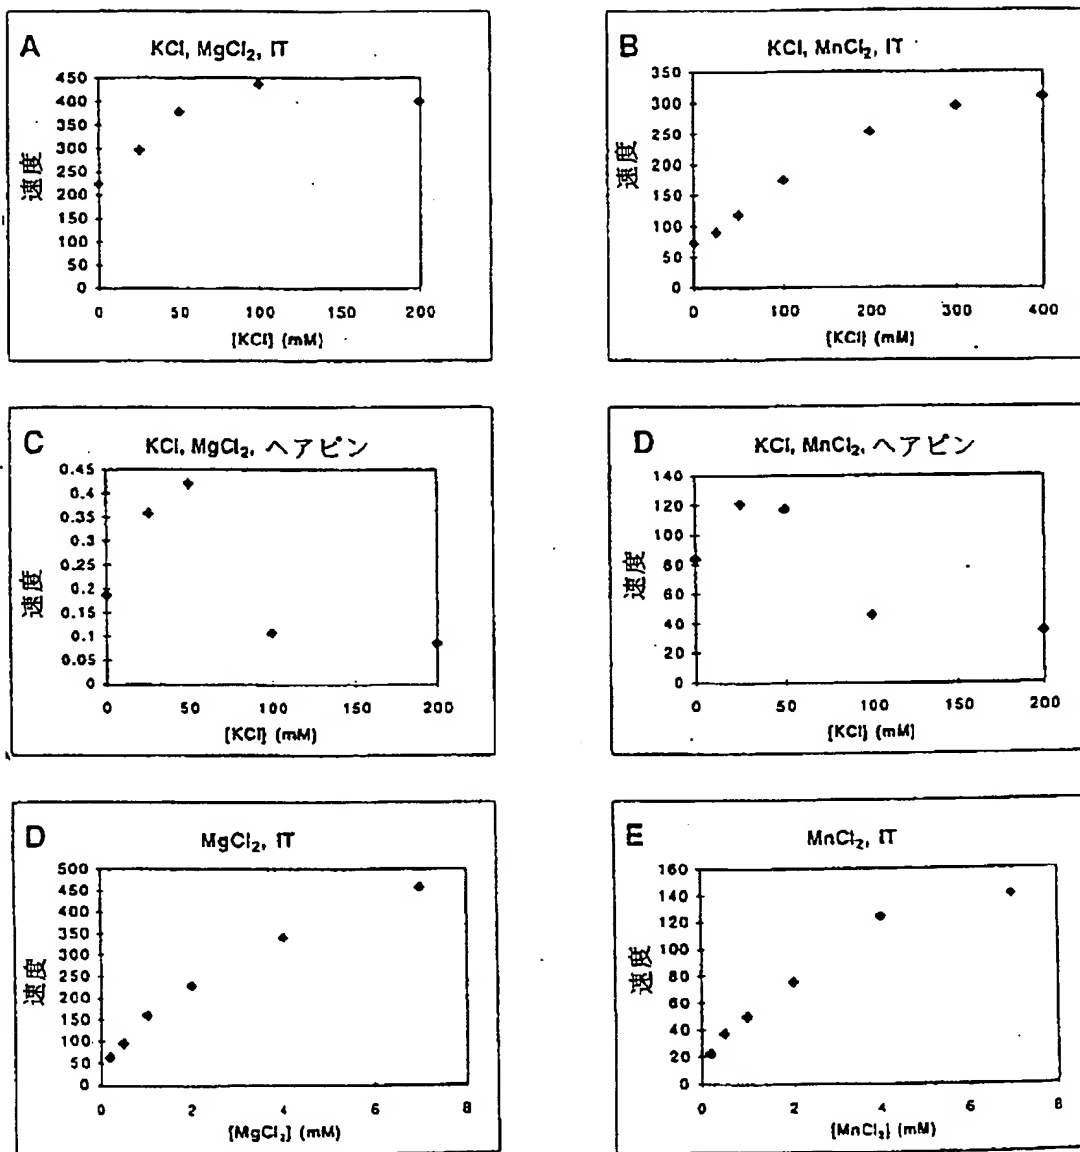 A
KCl, MgCl₂, IT
450
400
350
300
250
200
150
100
50
0
速度
0 50 100 150 200
[KCl] (mM)
B
KCl, MnCl₂, IT
350
300
250
200
150
100
50
0
速度
0 100 200 300 400
[KCl] (mM)
C
KCl, MgCl₂, ヘアピン
0.45
0.4
0.35
0.3
0.25
0.2
0.15
0.1
0.05
0
速度
0 50 100 150 200
[KCl] (mM)
D
KCl, MnCl₂, ヘアピン
140
120
100
80
60
40
20
0
速度
0 50 100 150 200
[KCl] (mM)
D
MgCl₂, IT
500
450
400
350
300
250
200
150
100
50
0
速度
0 2 4 6 8
[MgCl₂] (mM)
E
MnCl₂, IT
160
140
120
100
80
60
40
20
0
速度
0 2 4 6 8
[MnCl₂] (mM)